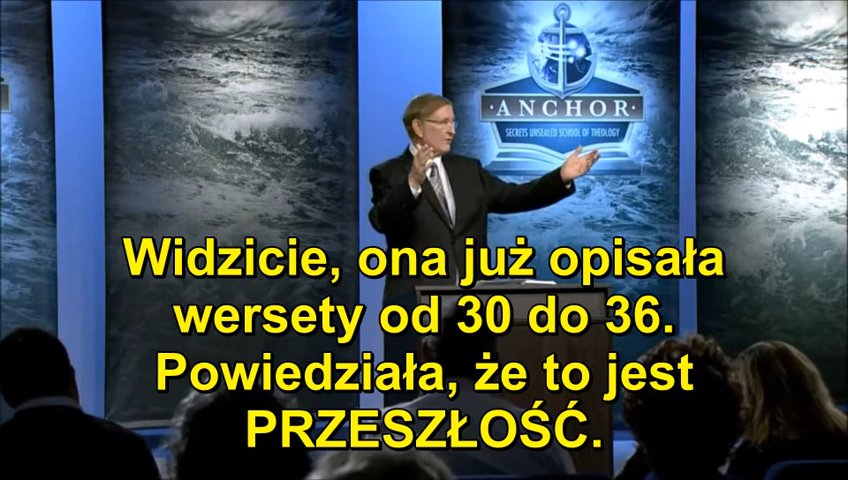 ANCHOR
SECRETS UNSEALED SCHOOL OF THEOLOGY
Widzicie, ona już opisała
wersety od 30 do 36.
Powiedziała, że to jest
PRZESZŁOŚĆ.